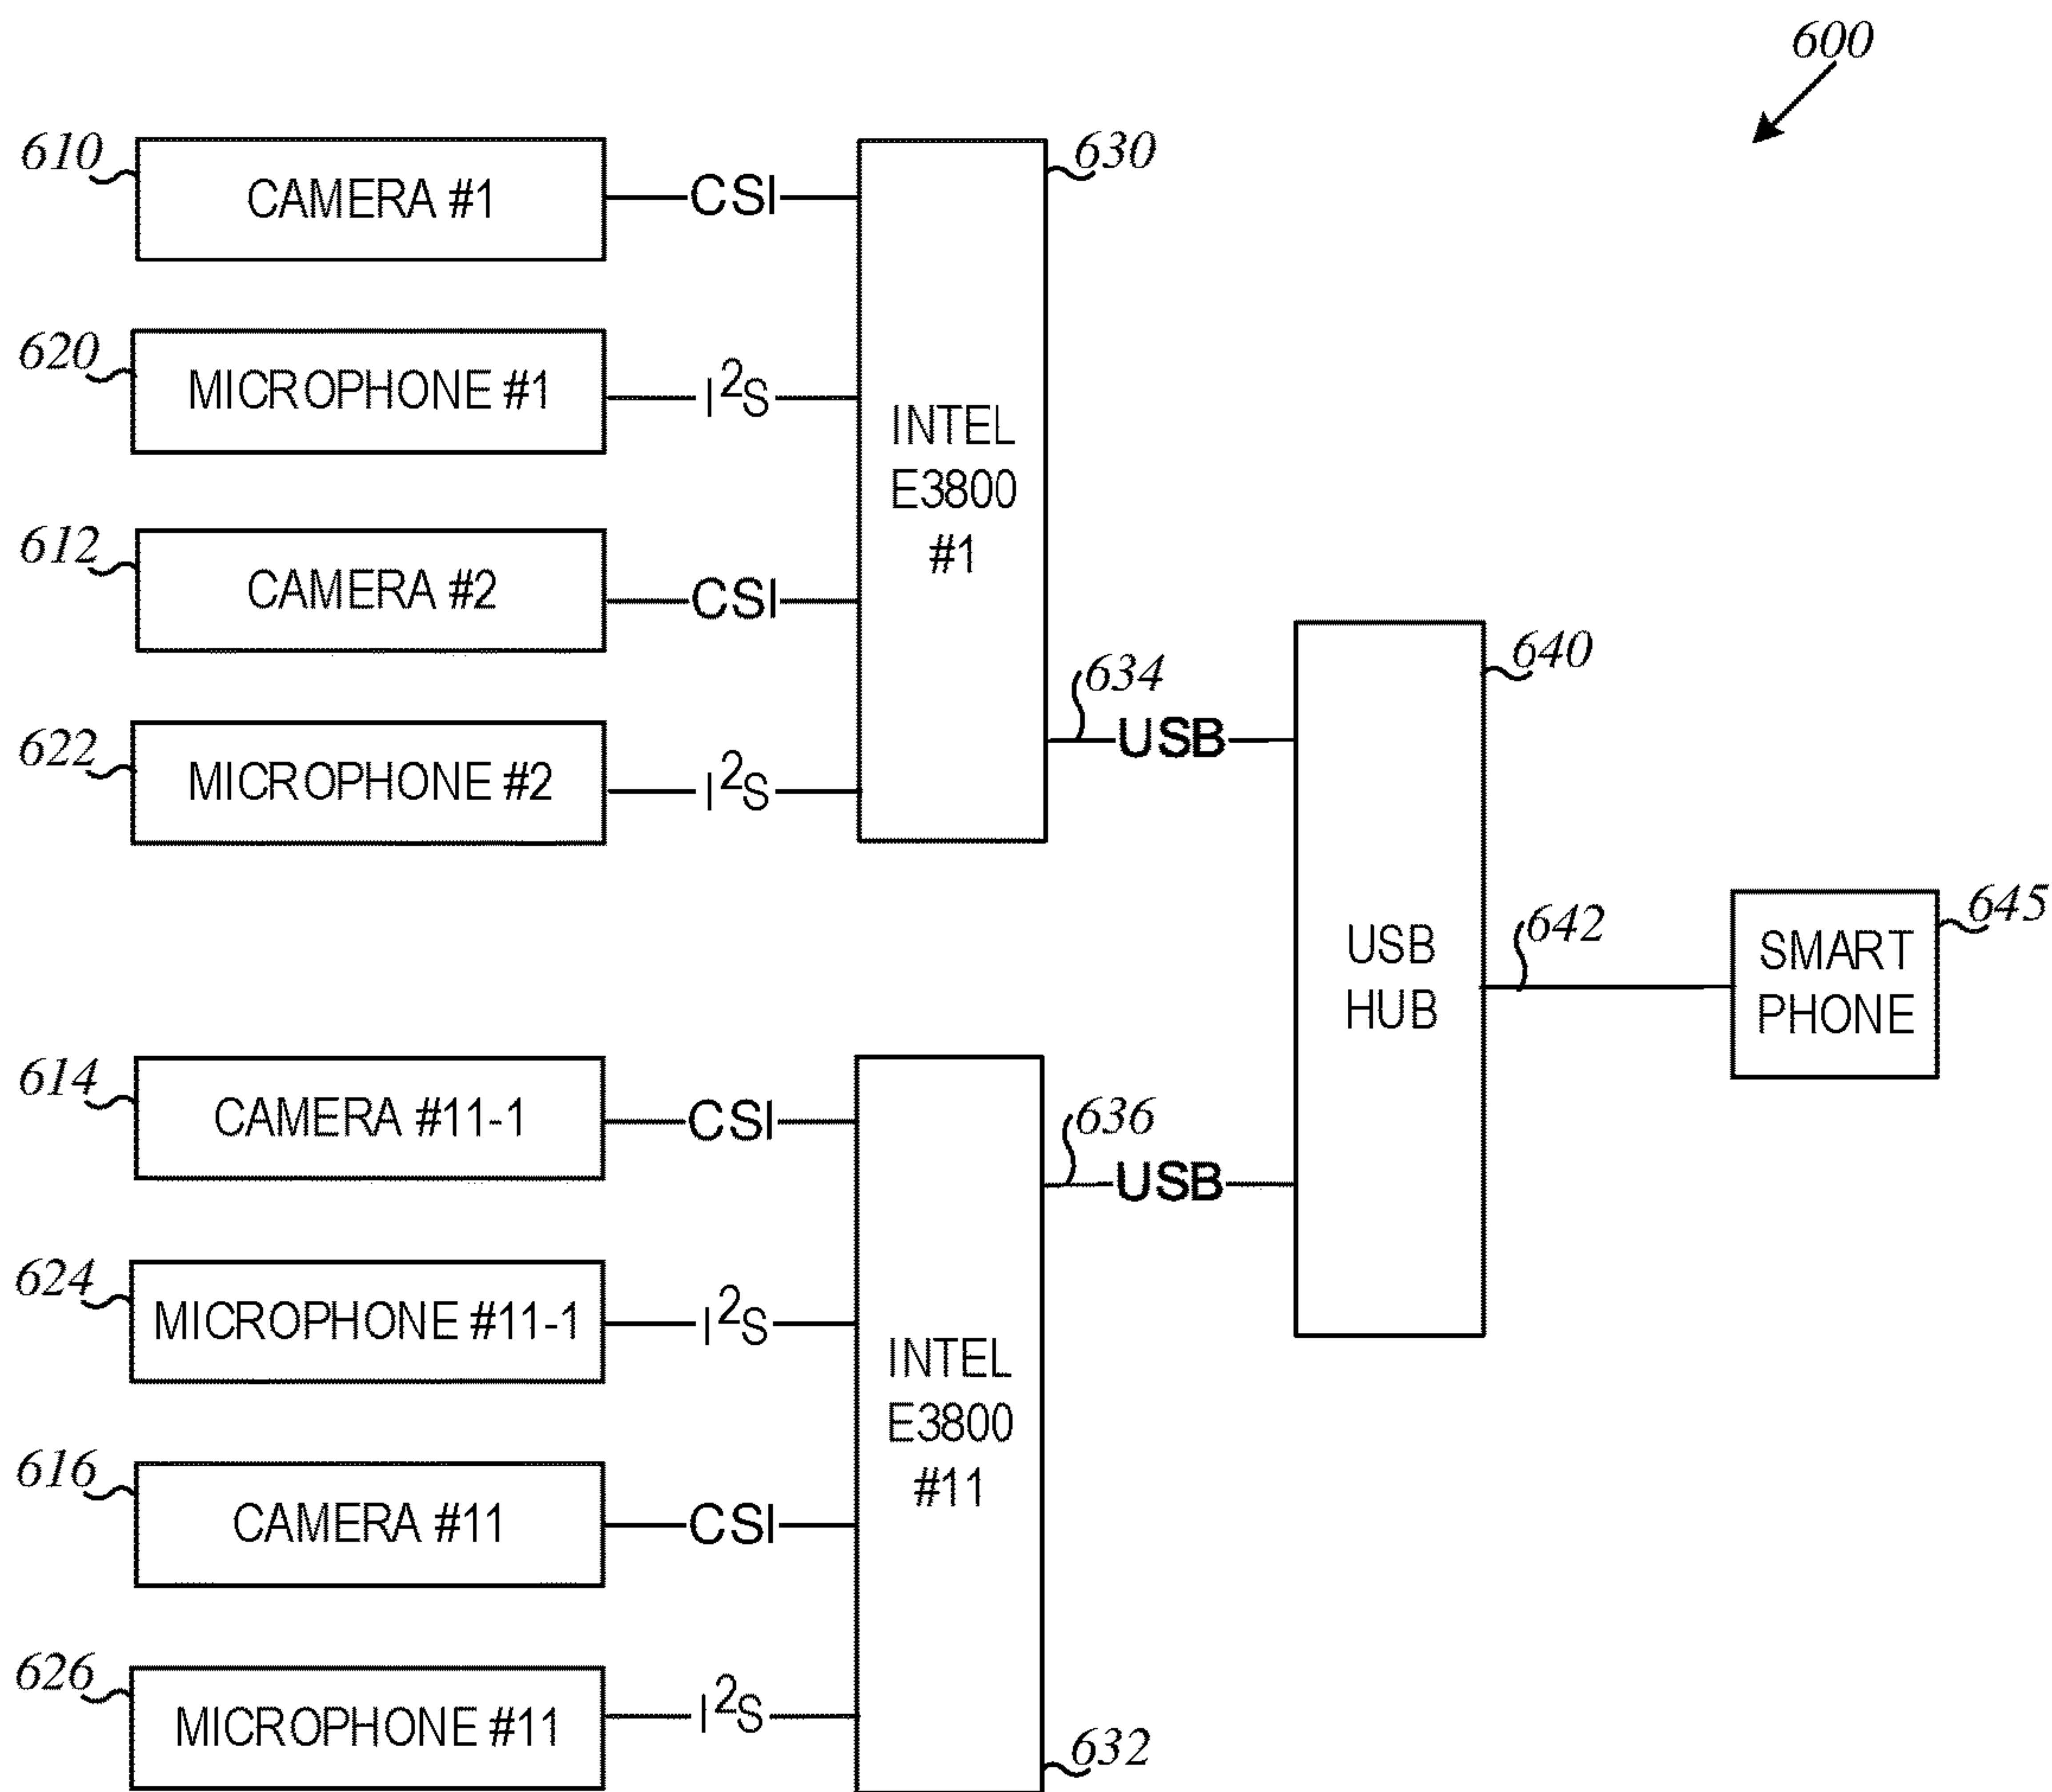 600
610
CAMERA #1
CSI
630
620
MICROPHONE #1
I²S
INTEL
E3800
#1
612
CAMERA #2
CSI
622
MICROPHONE #2
I²S
634
USB
640
USB
HUB
642
SMART
PHONE
645
614
CAMERA #11-1
CSI
636
USB
624
MICROPHONE #11-1
I²S
INTEL
E3800
#11
616
CAMERA #11
CSI
626
MICROPHONE #11
I²S
632